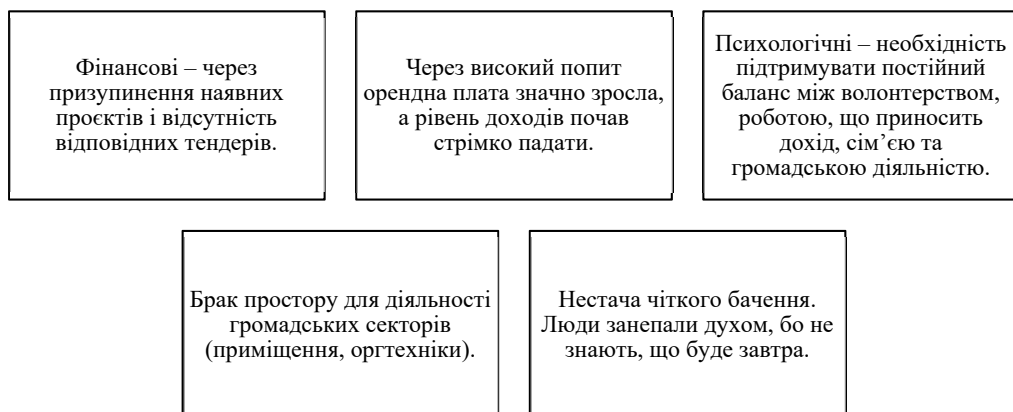 Фінансові – через
призупинення наявних
проєктів і відсутність
відповідних тендерів.
Через високий попит
орендна плата значно зросла,
а рівень доходів почав
стрімко падати.
Психологічні – необхідність
підтримувати постійний
баланс між волонтерством,
роботою, що приносить
дохід, сім’єю та
громадською діяльністю.
Брак простору для діяльності
громадських секторів
(приміщення, оргтехніки).
Нестача чіткого бачення.
Люди занепали духом, бо не
знають, що буде завтра.